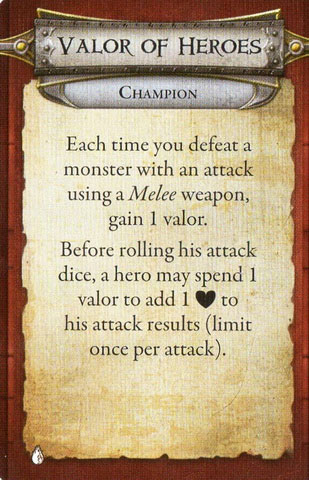 VALOR OF HEROES
CHAMPION
Each time you defeat a
monster with an attack
using a Melee weapon,
gain 1 valor.
Before rolling his attack
dice, a hero may spend 1
valor to add 1 ♥ to
his attack results (limit
once per attack).